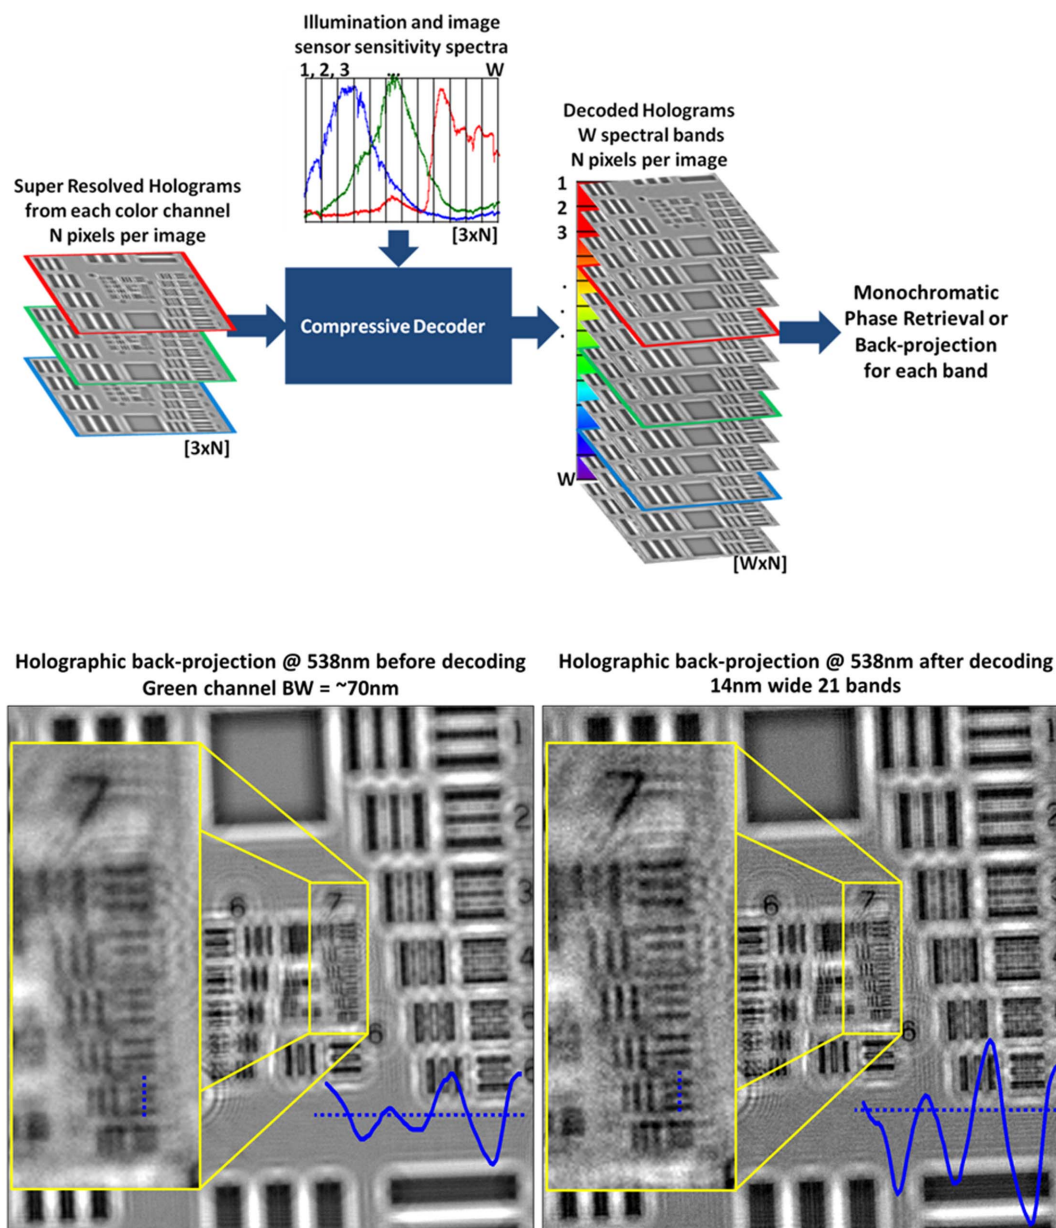 Illumination and image
sensor sensitivity spectra
1, 2, 3 ... W
[3xN]
Super Resolved Holograms
from each color channel
N pixels per image
[3xN]
Compressive Decoder
Decoded Holograms
W spectral bands
N pixels per image
1
2
3
.
.
.
W
[WxN]
Monochromatic
Phase Retrieval or
Back-projection
for each band
Holographic back-projection @ 538nm before decoding
Green channel BW = ~70nm
7
1
2
3
6
7
4
5
6
6
Holographic back-projection @ 538nm after decoding
14nm wide 21 bands
7
1
2
3
6
7
4
5
6